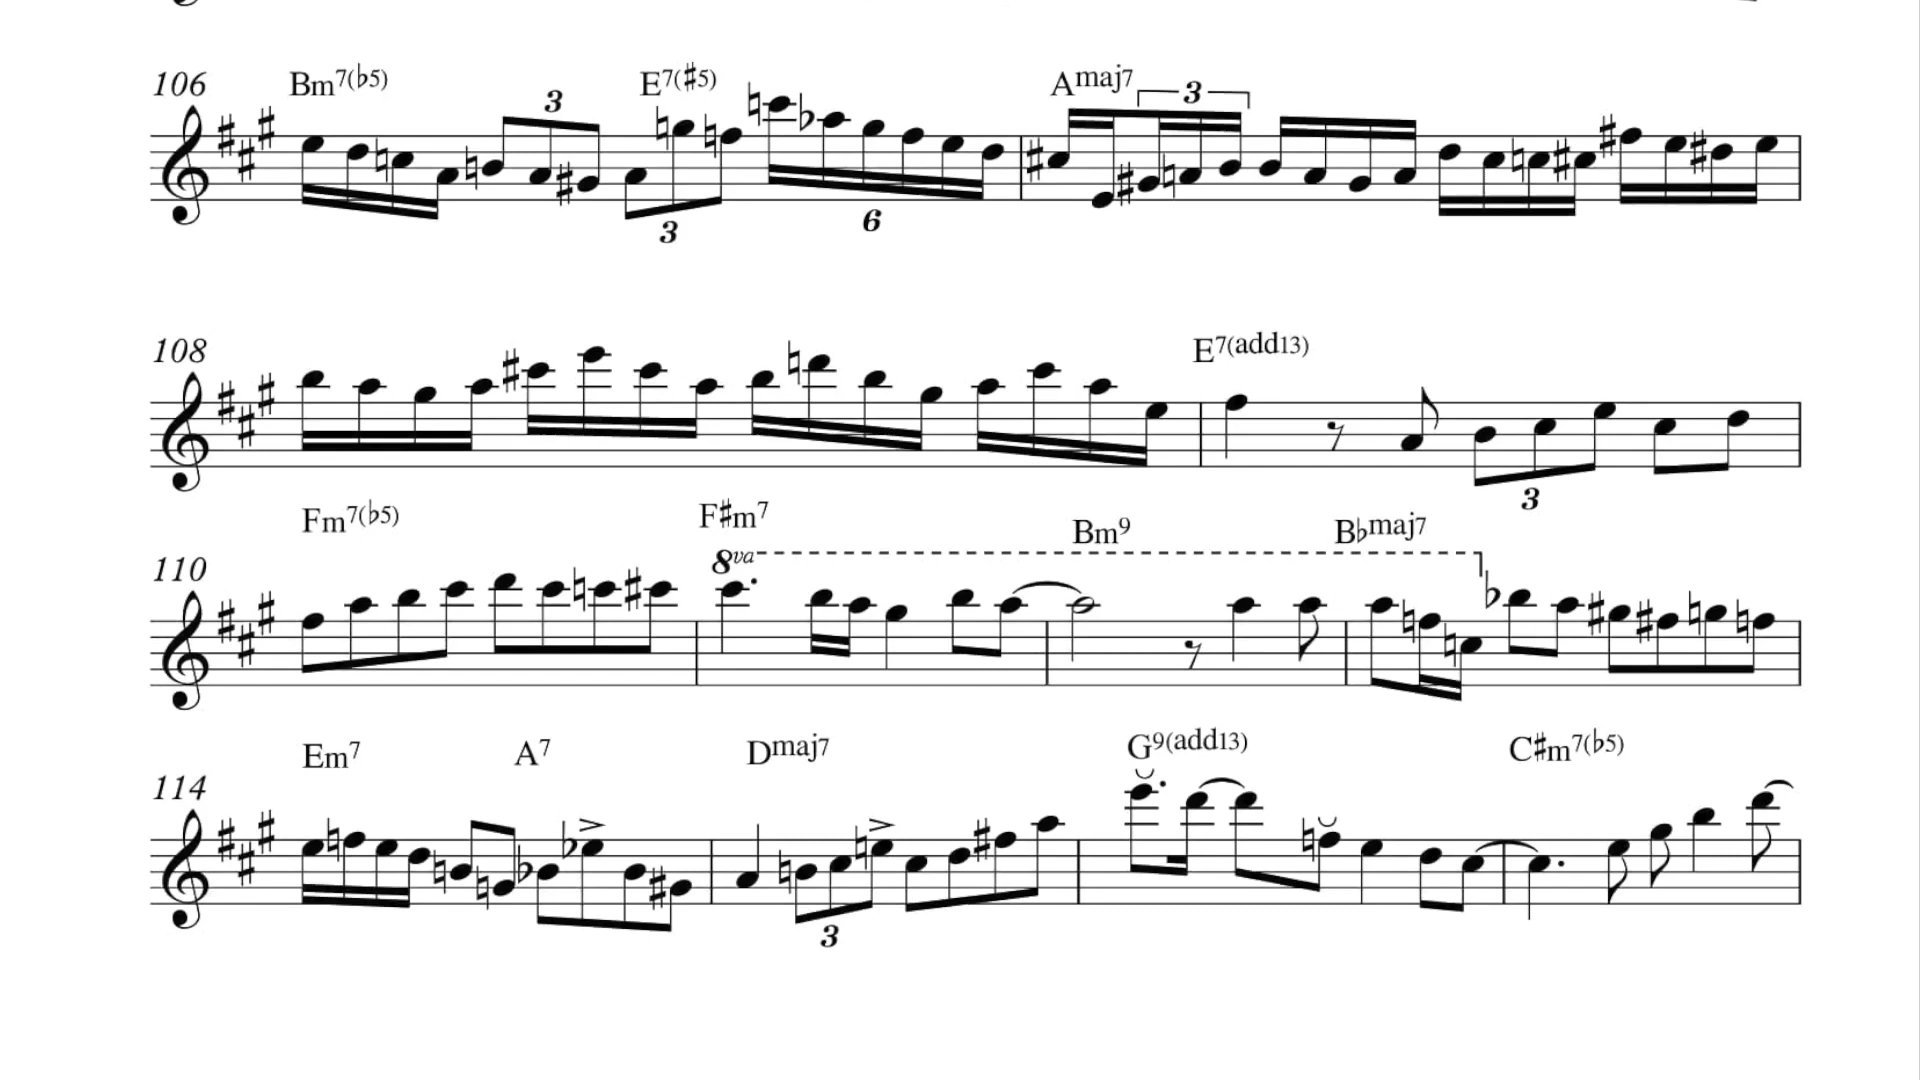 Bm7(♭5) E7(♯5) Amaj7
106 3 3 6 3
E7(add13)
108 3
Fm7(♭5) F♯m7 Bm9 B♭maj7
110 8va
Em7 A7 Dmaj7 G9(add13) C♯m7(♭5)
114 3